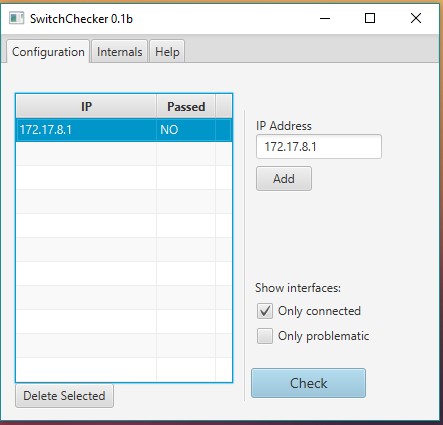 SwitchChecker 0.1b
Configuration Internals Help
IP Passed
172.17.8.1 NO
IP Address
172.17.8.1
Add
Show interfaces:
Only connected
Only problematic
Check
Delete Selected